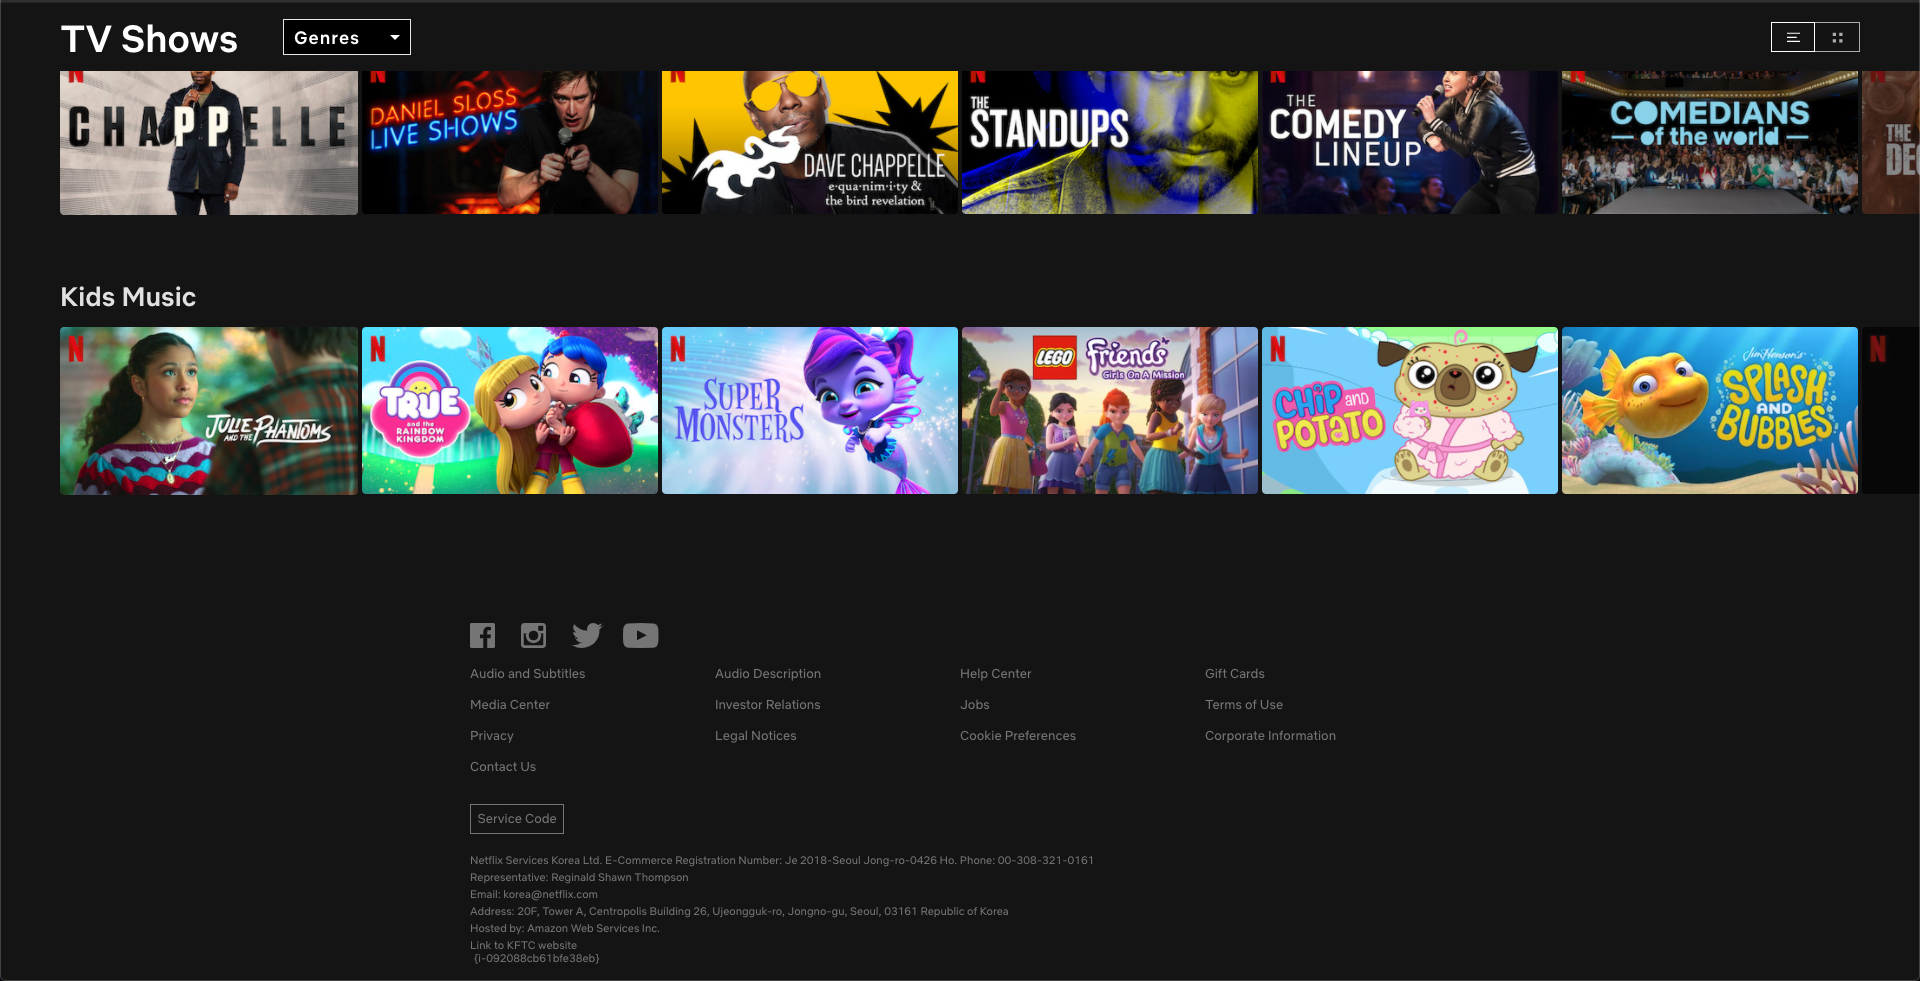 TV Shows
Genres
CHAPPELLE
DANIEL SLOSS
LIVE SHOWS
DAVE CHAPPELLE
e·qua·nim·i·ty &
the bird revelation
THE
STANDUPS
THE
COMEDY
LINEUP
COMEDIANS
of the world
THE
Kids Music
N
JULIE
AND THE PHANTOMS
N
TRUE
and the
RAINBOW
KINGDOM
N
SUPER
MONSTERS
LEGO Friends
Girls On A Mission
N
CHIP AND
POTATO
Jim Henson's
SPLASH
AND
BUBBLES
N
Audio and Subtitles
Audio Description
Help Center
Gift Cards
Media Center
Investor Relations
Jobs
Terms of Use
Privacy
Legal Notices
Cookie Preferences
Corporate Information
Contact Us
Service Code
Netflix Services Korea Ltd. E-Commerce Registration Number: Je 2018-Seoul Jong-ro-0426 Ho. Phone: 00-308-321-0161
Representative: Reginald Shawn Thompson
Email: korea@netflix.com
Address: 20F, Tower A, Centropolis Building 26, Ujeongguk-ro, Jongno-gu, Seoul, 03161 Republic of Korea
Hosted by: Amazon Web Services Inc.
Link to KFTC website
{i-092088cb61bfe38eb}